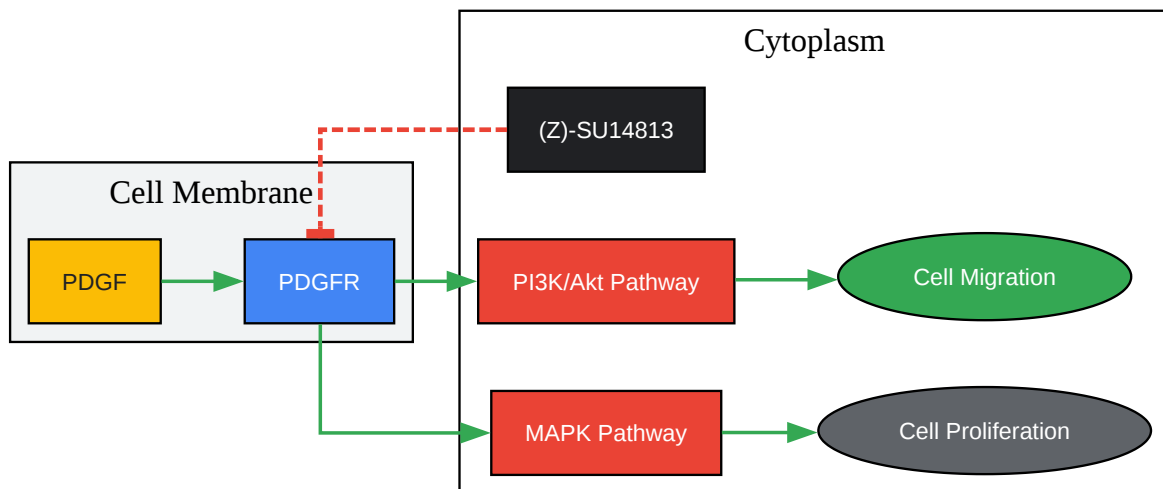 Cytoplasm
(Z)-SU14813
Cell Membrane
PDGF
PDGFR
PI3K/Akt Pathway
Cell Migration
MAPK Pathway
Cell Proliferation